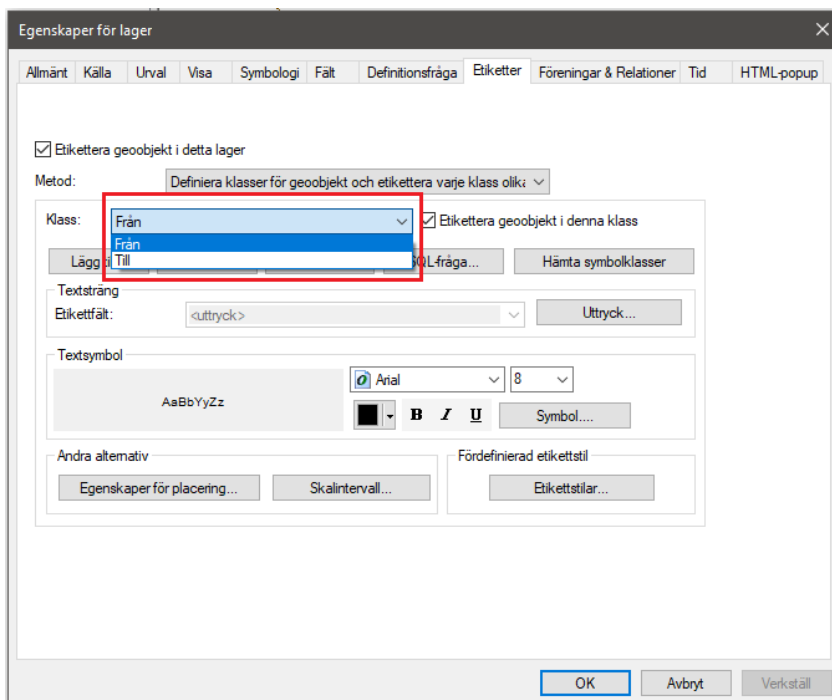 Egenskaper för lager
Allmänt Källa Urval Visa Symbologi Fält Definitionsfråga Etiketter Föreningar & Relationer Tid HTML-popup
Etikettera geoobjekt i detta lager
Metod: Definiera klasser för geoobjekt och etikettera varje klass olika
Klass: Från Etikettera geoobjekt i denna klass
Från
Till
Lägg Hämta symbolklasser
Textsträng
Etikettfält: <uttryck> Uttryck...
Textsymbol
AaBbYyZz
Arial 8
B I U Symbol....
Andra alternativ Fördefinierad etikettstil
Egenskaper för placering... Skalintervall... Etikettstilar...
OK Avbryt Verkställ